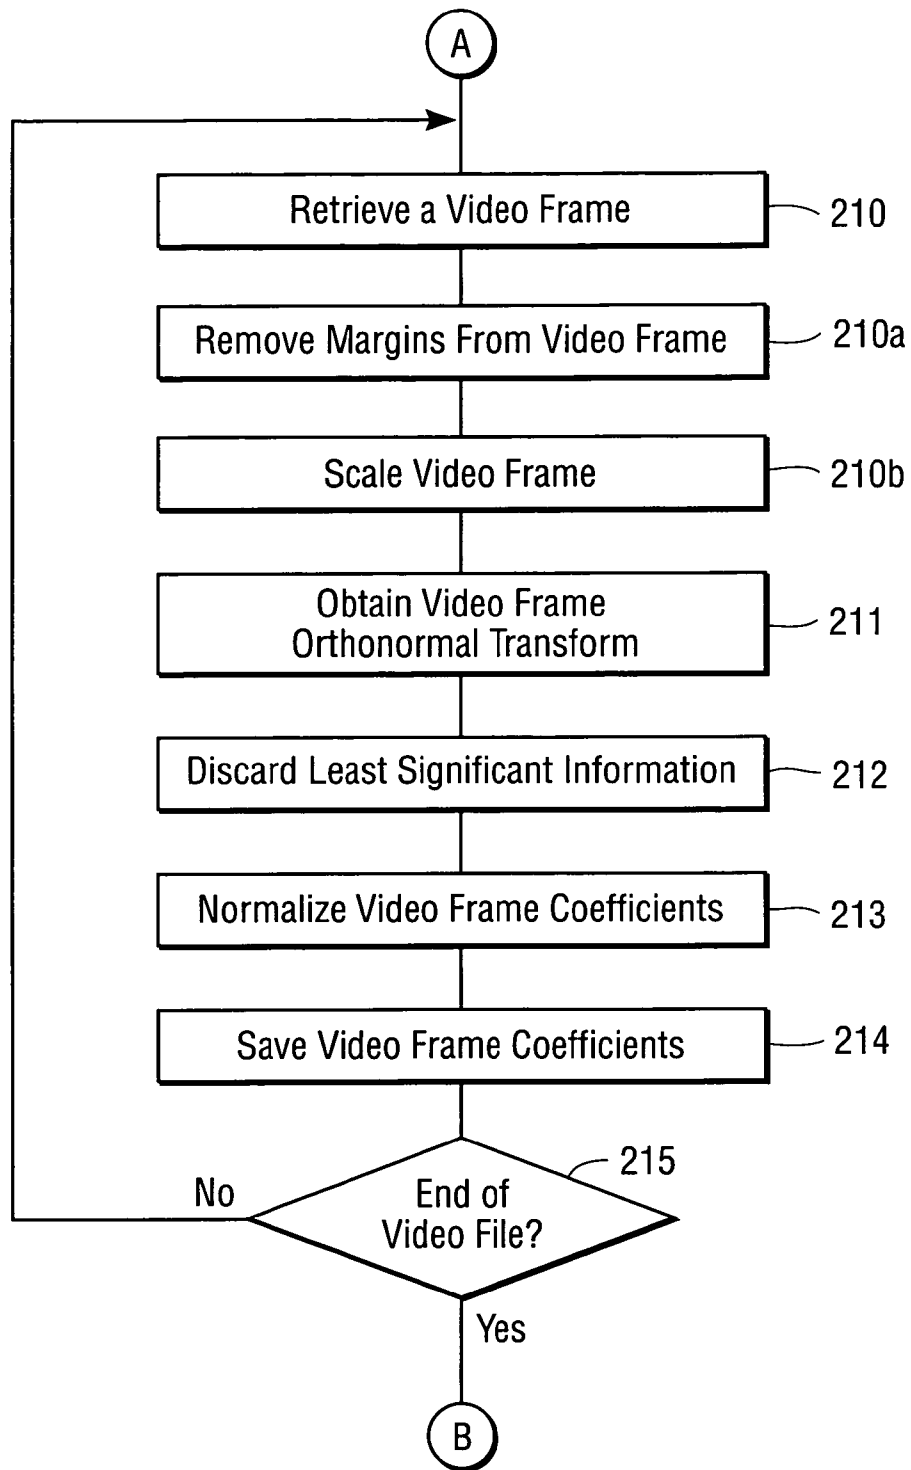 A
Retrieve a Video Frame
210
Remove Margins From Video Frame
210a
Scale Video Frame
210b
Obtain Video Frame
Orthonormal Transform
211
Discard Least Significant Information
212
Normalize Video Frame Coefficients
213
Save Video Frame Coefficients
214
215
End of
Video File?
No
Yes
B